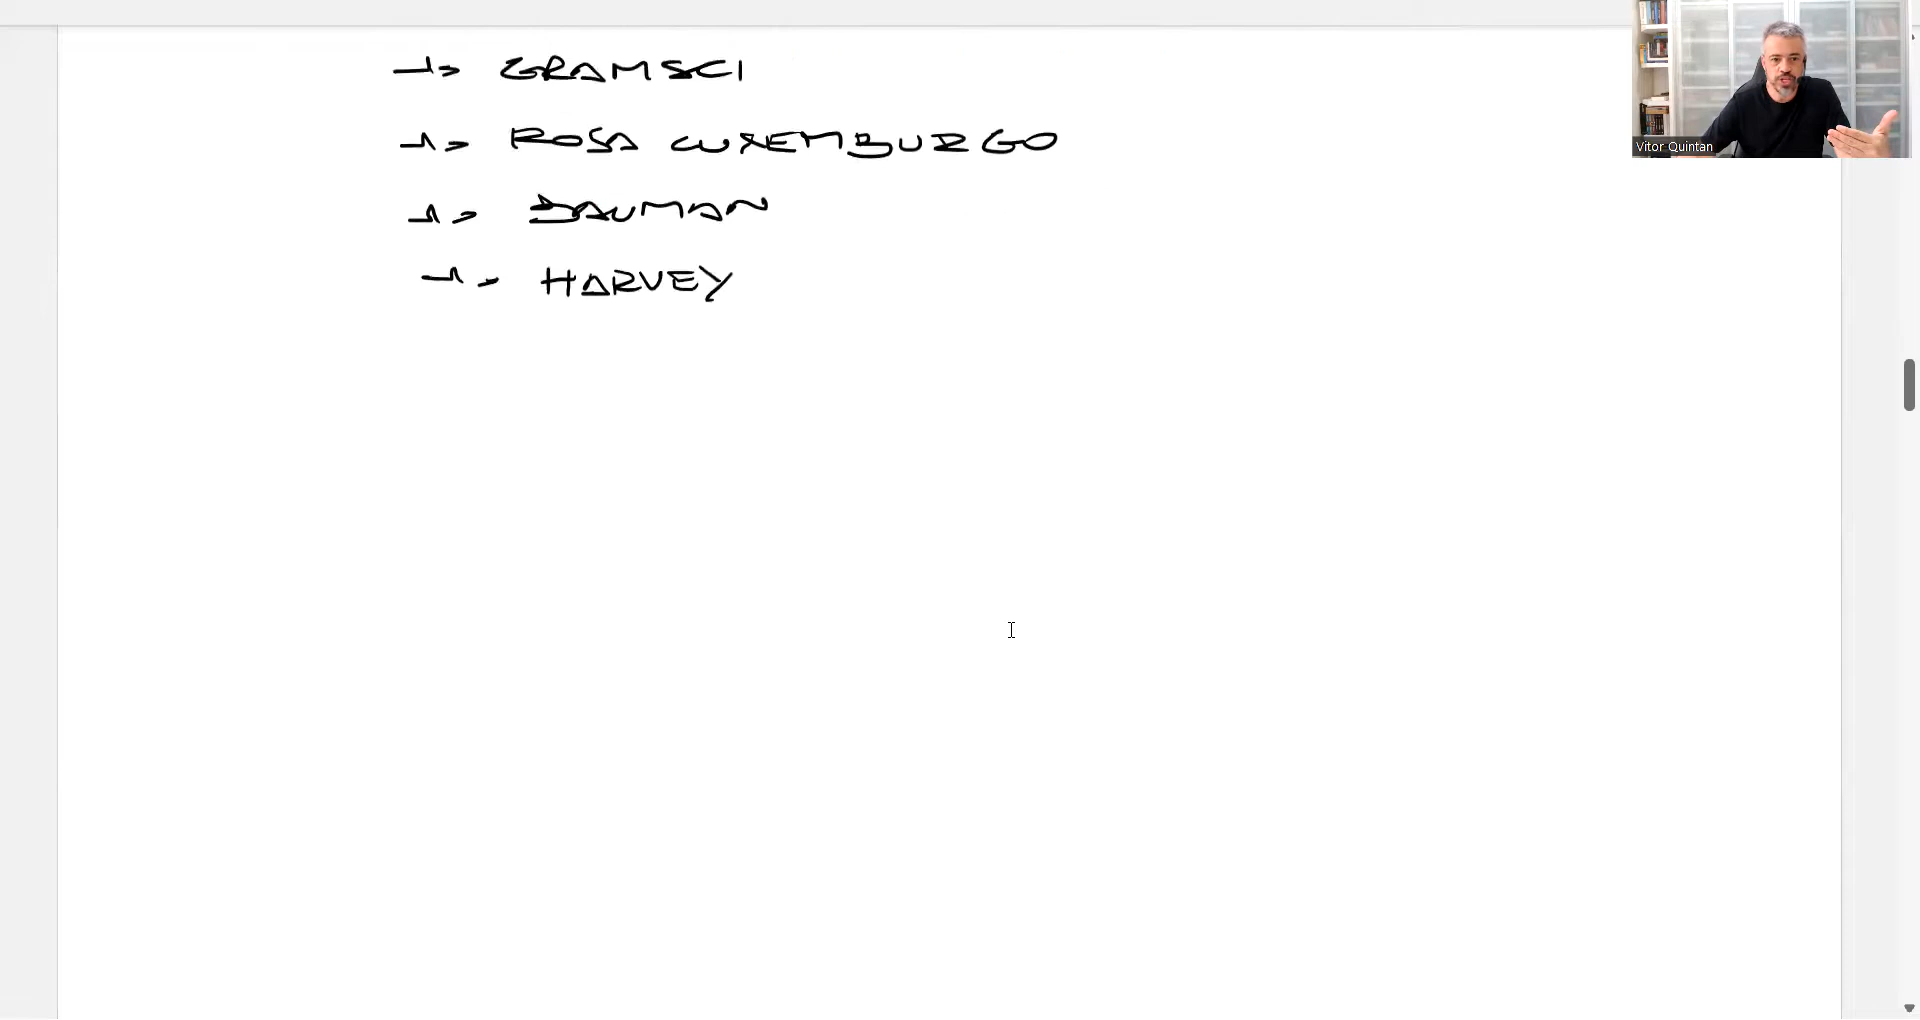 -> GRAMSCI
-> ROSA LUXEMBURGO
-> BAUMAN
-> HARVEY
Vitor Quintan